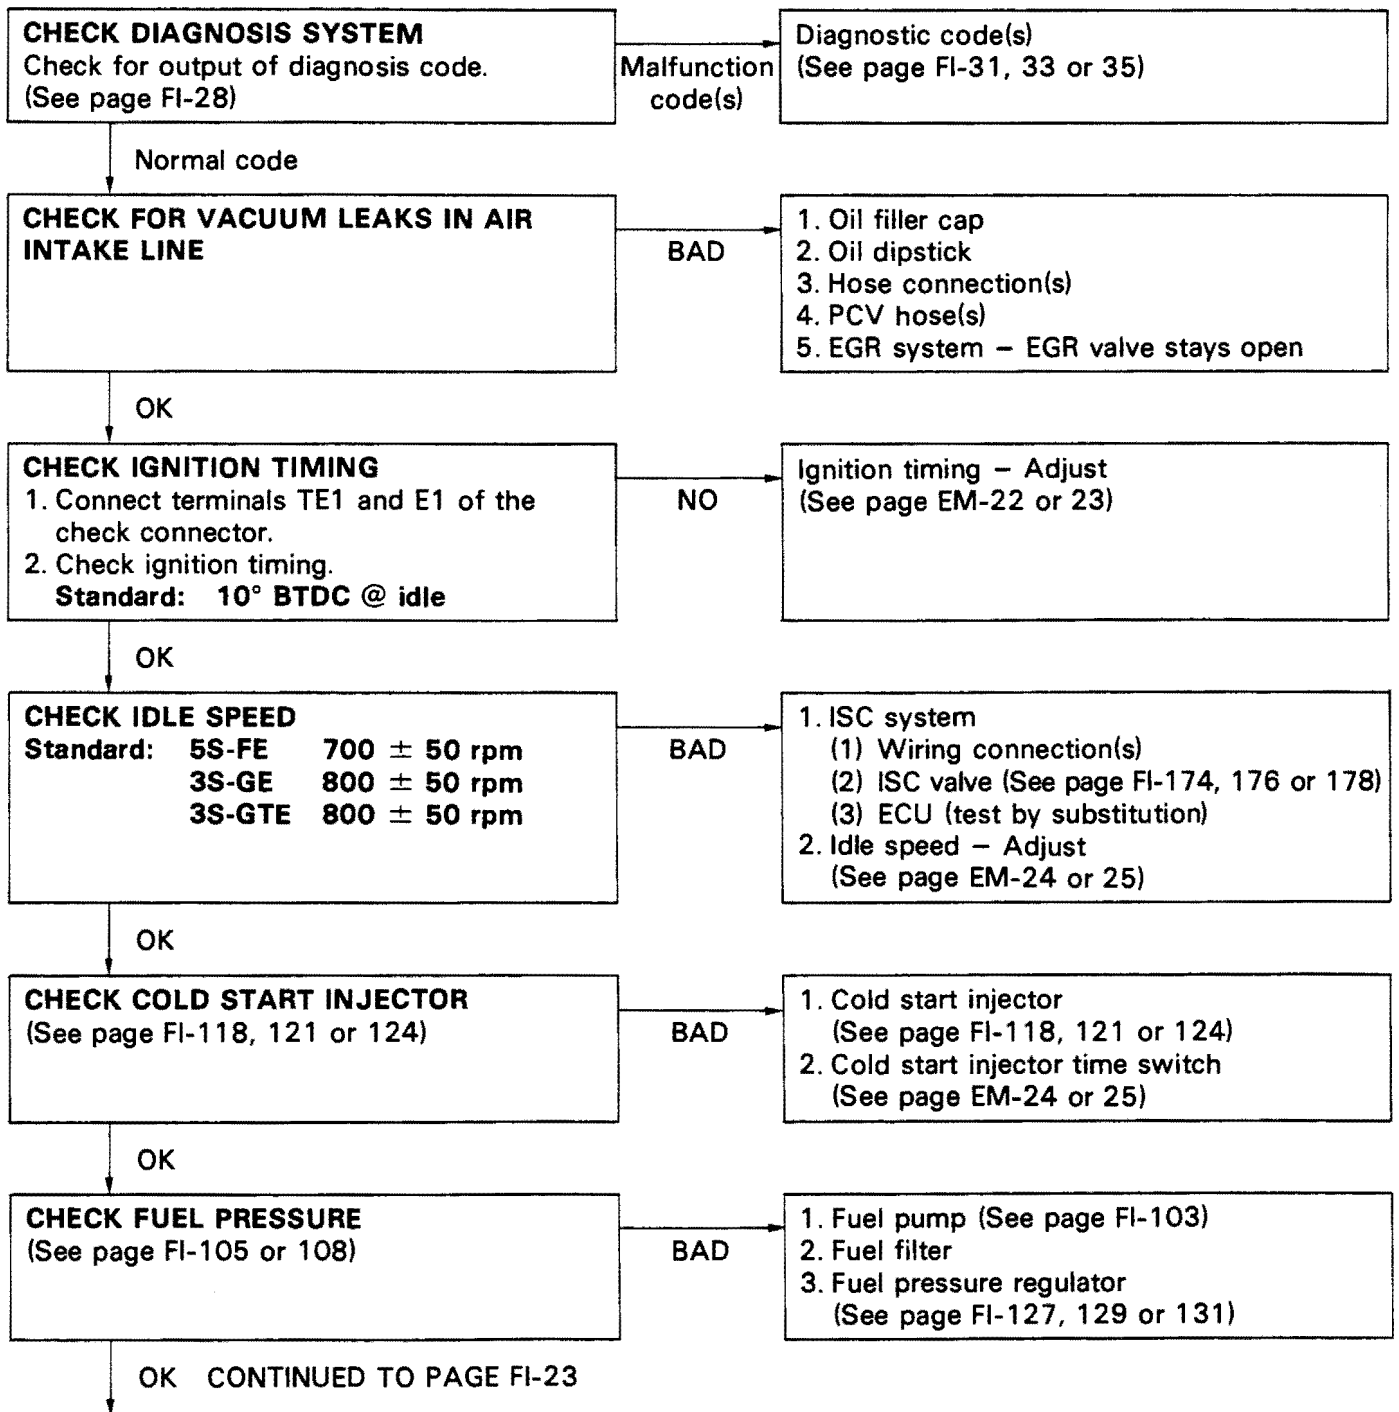 CHECK DIAGNOSIS SYSTEM
Check for output of diagnosis code.
(See page FI-28)
Malfunction
code(s)
Diagnostic code(s)
(See page FI-31, 33 or 35)
Normal code
CHECK FOR VACUUM LEAKS IN AIR
INTAKE LINE
BAD
1. Oil filler cap
2. Oil dipstick
3. Hose connection(s)
4. PCV hose(s)
5. EGR system – EGR valve stays open
OK
CHECK IGNITION TIMING
1. Connect terminals TE1 and E1 of the
check connector.
2. Check ignition timing.
Standard: 10° BTDC @ idle
NO
Ignition timing – Adjust
(See page EM-22 or 23)
OK
CHECK IDLE SPEED
Standard: 5S-FE 700 ± 50 rpm
3S-GE 800 ± 50 rpm
3S-GTE 800 ± 50 rpm
BAD
1. ISC system
(1) Wiring connection(s)
(2) ISC valve (See page FI-174, 176 or 178)
(3) ECU (test by substitution)
2. Idle speed – Adjust
(See page EM-24 or 25)
OK
CHECK COLD START INJECTOR
(See page FI-118, 121 or 124)
BAD
1. Cold start injector
(See page FI-118, 121 or 124)
2. Cold start injector time switch
(See page EM-24 or 25)
OK
CHECK FUEL PRESSURE
(See page FI-105 or 108)
BAD
1. Fuel pump (See page FI-103)
2. Fuel filter
3. Fuel pressure regulator
(See page FI-127, 129 or 131)
OK CONTINUED TO PAGE FI-23